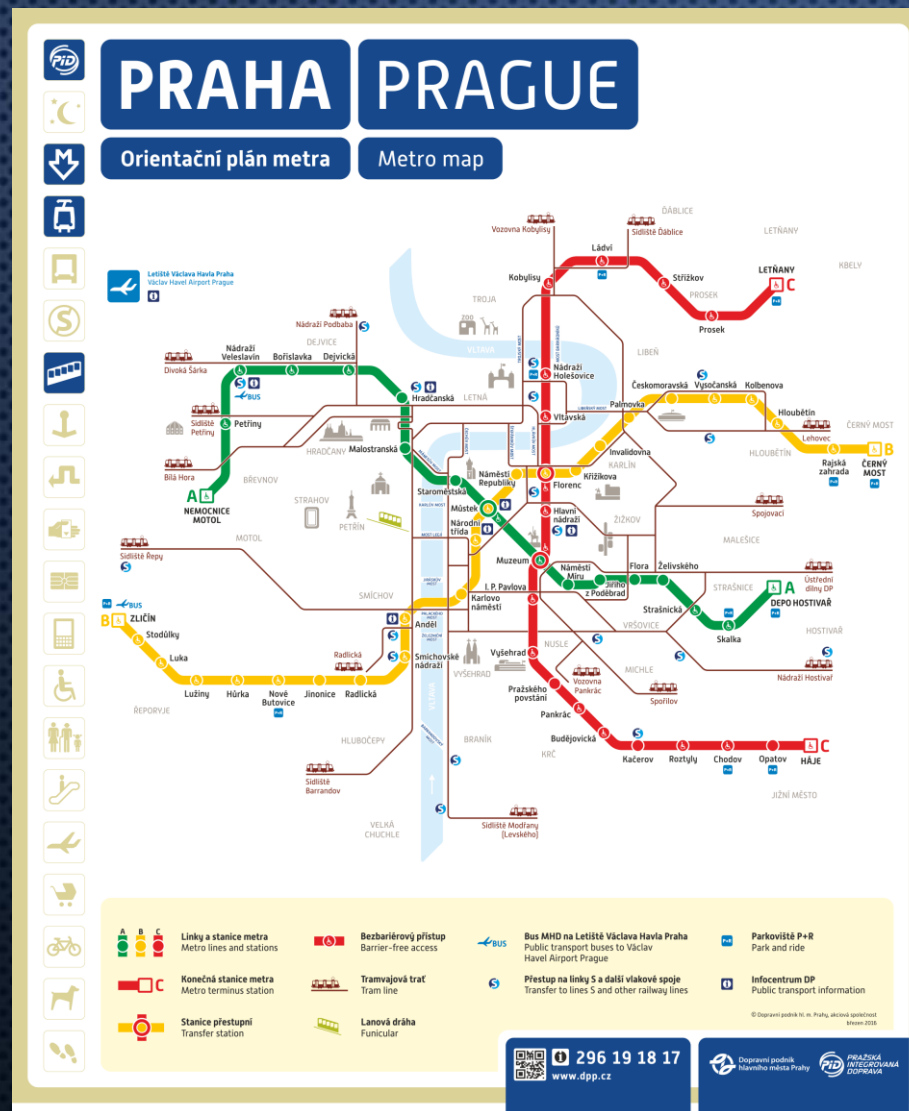 PID
PRAHA
PRAGUE
Orientační plán metra
Metro map
Letiště Václava Havla Praha
Václav Havel Airport Prague
ĎÁBLICE
Vozovna Kobylisy
Sídliště Ďáblice
LETŇANY
Ládví
KBELY
Kobylisy
Střížkov
LETŇANY
C
P+R
PROSEK
Prosek
TROJA
ZOO
Nádraží Podbaba
DEJVICE
VLTAVA
LIBEŇ
Nádraží
Veleslavín
Bořislavka
Dejvická
Divoká Šárka
BUS
Hradčanská
LETNÁ
Nádraží
Holešovice
P+R
Českomoravská
Vysočanská
Kolbenova
Palmovka
LIBEŇSKÝ MOST
Vltavská
Hloubětín
Sídliště
Petřiny
Petřiny
Malostranská
HRADČANY
Lehovec
ČERNÝ MOST
HLOUBĚTÍN
B
Rajská
zahrada
P+R
ČERNÝ
MOST
P+R
Bílá Hora
BŘEVNOV
A
NEMOCNICE
MOTOL
STRAHOV
PETŘÍN
MOTOL
Staroměstská
Náměstí
Republiky
Florenc
Křižíkova
Invalidovna
KARLÍN
Můstek
Národní
třída
Hlavní
nádraží
ŽIŽKOV
Spojovací
MALEŠICE
Muzeum
Sídliště Řepy
SMÍCHOV
I. P. Pavlova
Náměstí
Míru
Jiřího
z Poděbrad
Flora
Želivského
STRAŠNICE
Ústřední
dílny DP
Karlovo
náměstí
Strašnická
Skalka
P+R
A
DEPO HOSTIVAŘ
P+R
HOSTIVAŘ
P+R
BUS
B
ZLIČÍN
Stodůlky
Luka
Lužiny
Hůrka
Nové
Butovice
P+R
Jinonice
Radlická
Radlická
Anděl
Smíchovské
nádraží
VYŠEHRAD
Vyšehrad
NUSLE
VRŠOVICE
MICHLE
Nádraží Hostivař
Vozovna
Pankrác
Spořilov
Pražského
povstání
Pankrác
Budějovická
ŘEPORYJE
HLUBOČEPY
VLTAVA
BRANÍK
KRČ
Kačerov
Roztyly
Chodov
P+R
Opatov
P+R
HÁJE
C
Sídliště
Barrandov
JIŽNÍ MĚSTO
VELKÁ
CHUCHLE
Sídliště Modřany
(Levského)
A B C
Linky a stanice metra
Metro lines and stations
C
Konečná stanice metra
Metro terminus station
Stanice přestupní
Transfer station
Bezbariérový přístup
Barrier-free access
Tramvajová trať
Tram line
Lanová dráha
Funicular
BUS
Bus MHD na Letiště Václava Havla Praha
Public transport buses to Václav
Havel Airport Prague
Přestup na linky S a další vlakové spoje
Transfer to lines S and other railway lines
P+R
Parkoviště P+R
Park and ride
Infocentrum DP
Public transport information
© Dopravní podnik hl. m. Prahy, akciová společnost
březen 2016
296 19 18 17
www.dpp.cz
Dopravní podnik
hlavního města Prahy
PID
PRAŽSKÁ
INTEGROVANÁ
DOPRAVA